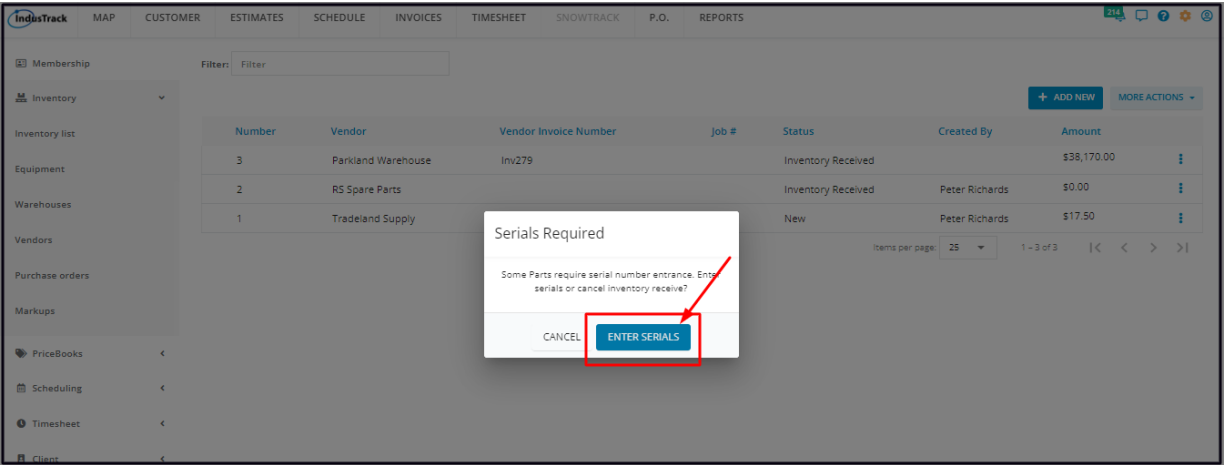 IndusTrack MAP CUSTOMER ESTIMATES SCHEDULE INVOICES TIMESHEET SNOWTRACK P.O. REPORTS 214
Membership
Filter: Filter
Inventory
+ ADD NEW MORE ACTIONS
Inventory list
Number Vendor Vendor Invoice Number Job # Status Created By Amount
3 Parkland Warehouse Inv279 Inventory Received $38,170.00
Equipment
2 RS Spare Parts Inventory Received Peter Richards $0.00
Warehouses
1 Tradeland Supply New Peter Richards $17.50
Vendors
Items per page: 25 1 – 3 of 3
Purchase orders
Markups
PriceBooks
Scheduling
Timesheet
Client
Serials Required
Some Parts require serial number entrance. Enter
serials or cancel inventory receive?
CANCEL ENTER SERIALS